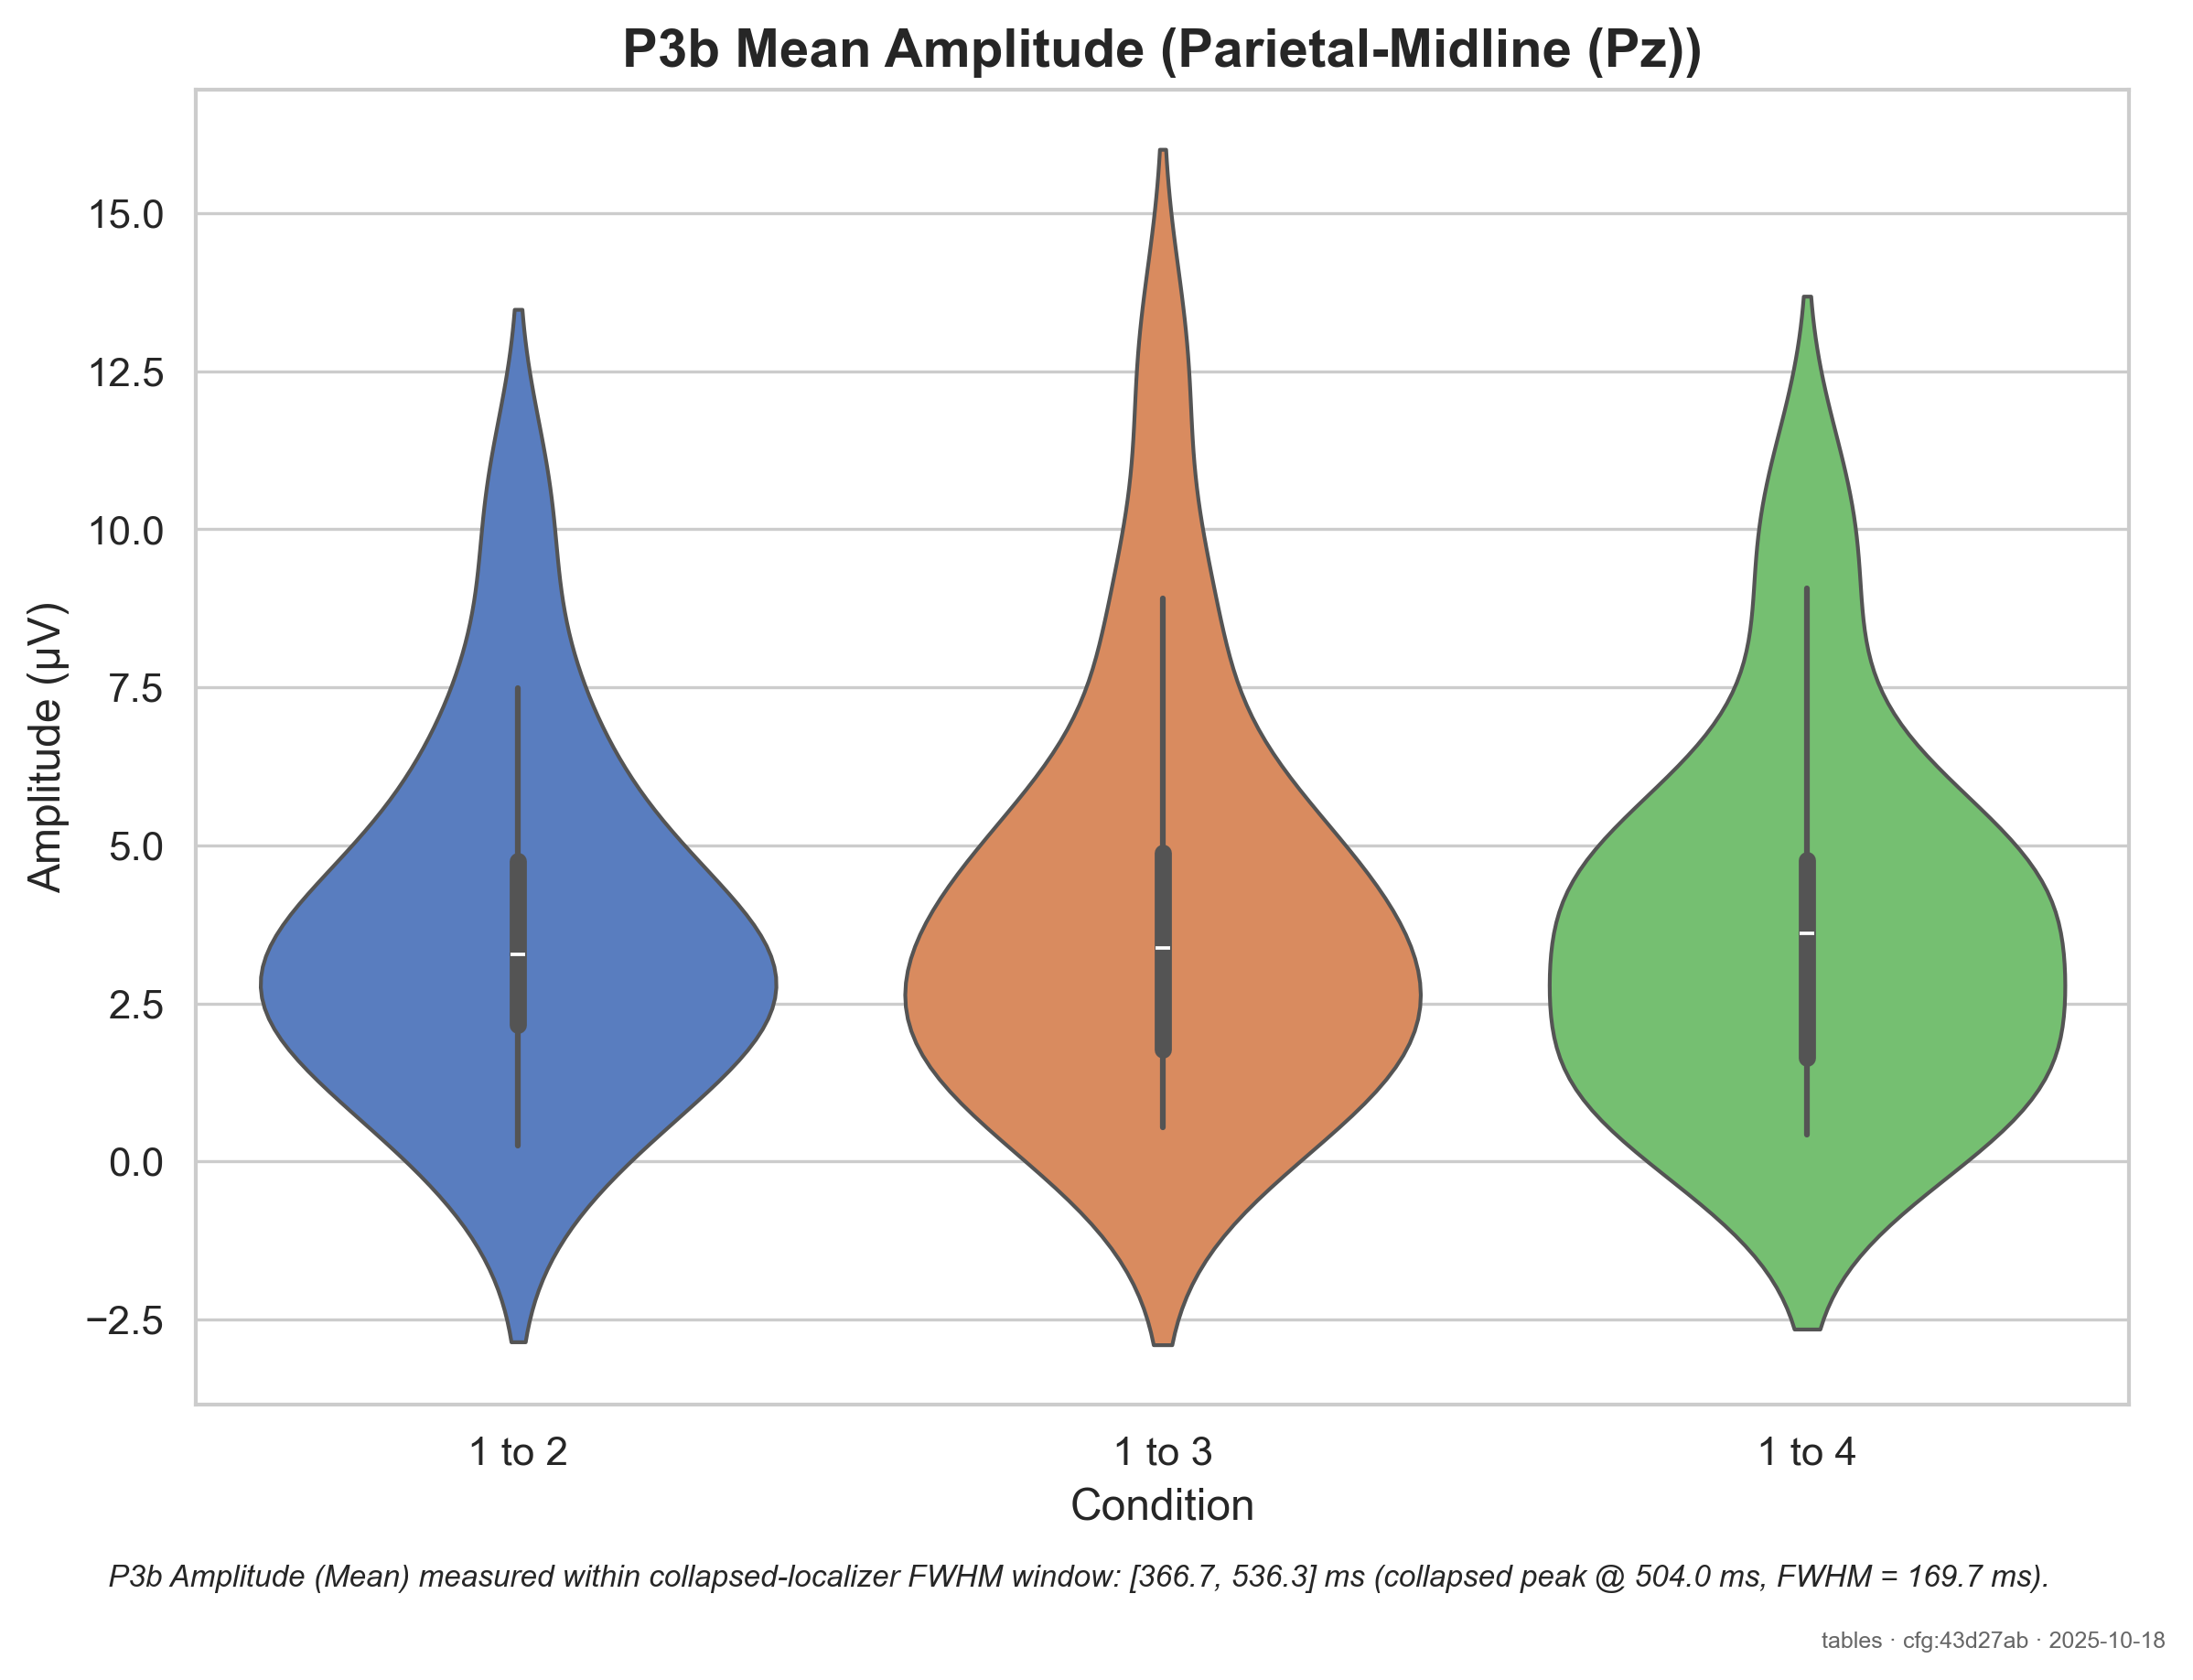 P3b Mean Amplitude (Parietal-Midline (Pz))
Amplitude (µV)
15.0
12.5
10.0
7.5
5.0
2.5
0.0
−2.5
1 to 2
1 to 3
1 to 4
Condition
P3b Amplitude (Mean) measured within collapsed-localizer FWHM window: [366.7, 536.3] ms (collapsed peak @ 504.0 ms, FWHM = 169.7 ms).
tables · cfg:43d27ab · 2025-10-18